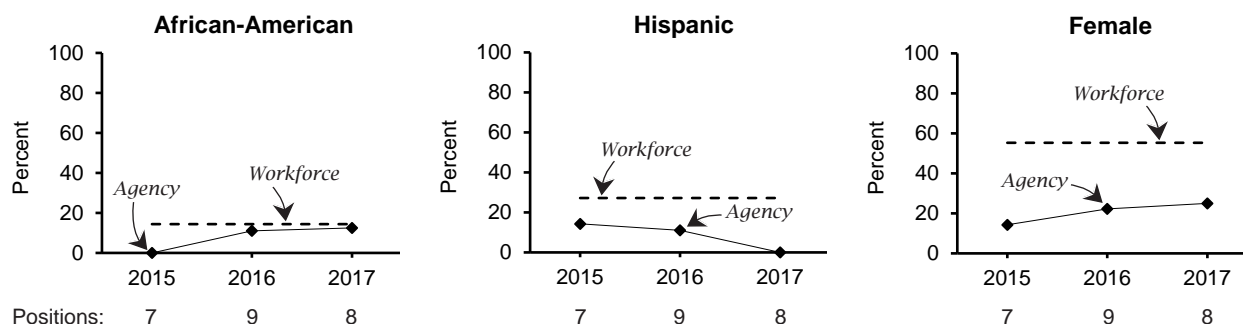 African-American
100
80
60
40
20
0
Percent
Agency
Workforce
2015 2016 2017
Positions: 7 9 8
Hispanic
100
80
60
40
20
0
Percent
Workforce
Agency
2015 2016 2017
7 9 8
Female
100
80
60
40
20
0
Percent
Workforce
Agency
2015 2016 2017
7 9 8